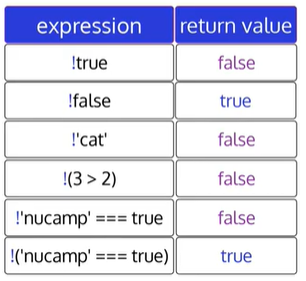 expression return value
!true false
!false true
!'cat' false
!(3 > 2) false
!'nucamp' === true false
!('nucamp' === true) true